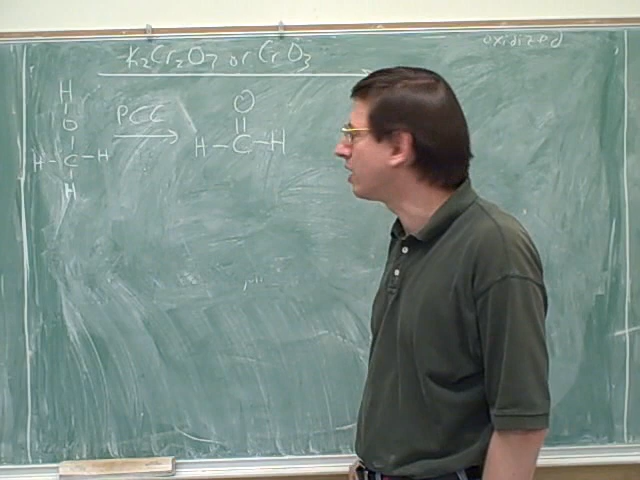 K2Cr2O7 or CrO3
oxidized
H
O
H-C-H
H
PCC
O
H-C-H